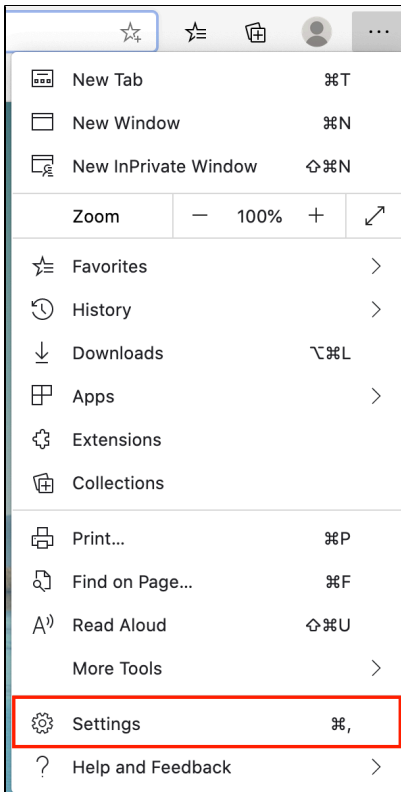 New Tab ⌘T
New Window ⌘N
New InPrivate Window ⇧⌘N
Zoom — 100% +
Favorites
History
Downloads ⌥⌘L
Apps
Extensions
Collections
Print... ⌘P
Find on Page... ⌘F
Read Aloud ⇧⌘U
More Tools
Settings ⌘,
Help and Feedback